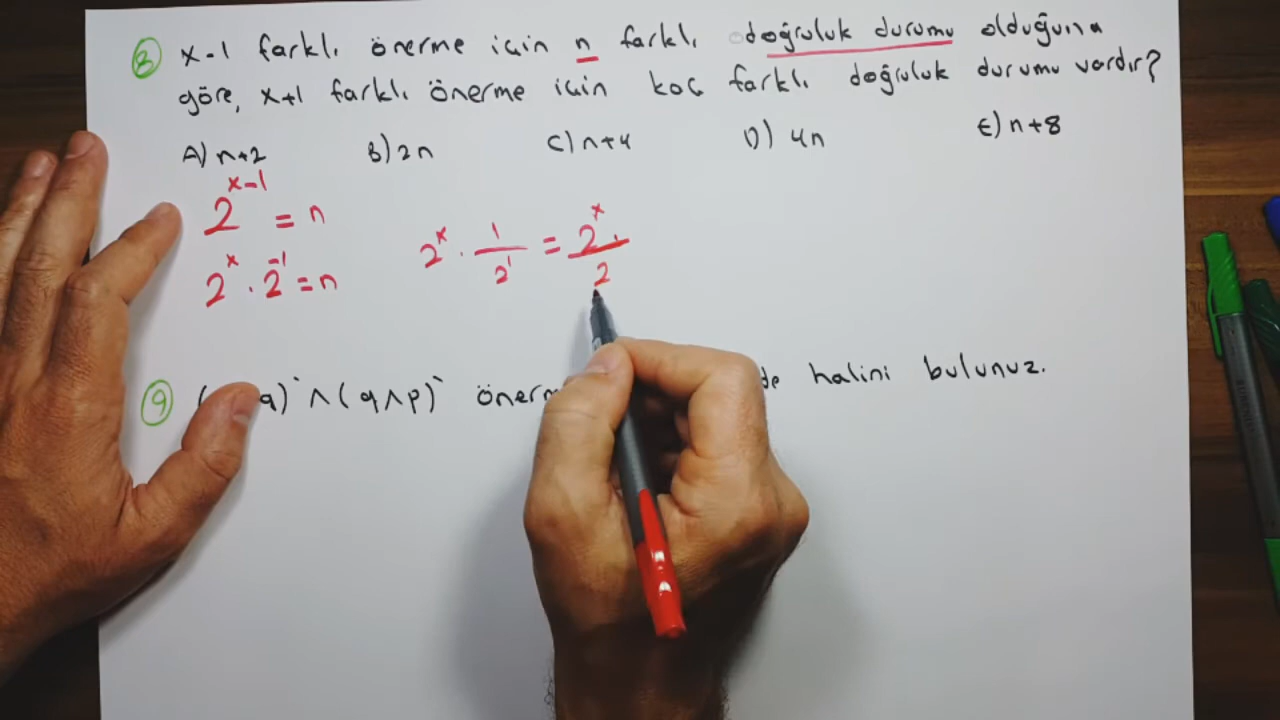 8 x-1 farklı önerme için n farklı doğruluk durumu olduğuna
göre, x+1 farklı önerme için kaç farklı doğruluk durumu vardır?
A) n+2 B) 2n C) n+4 D) 4n E) n+8
2^{x-1} = n
2^x · 2^{-1} = n 2^x · 1/2^1 = 2^x·1/2
9 q)` ∧ (q ∧ p)` halini bulunuz.